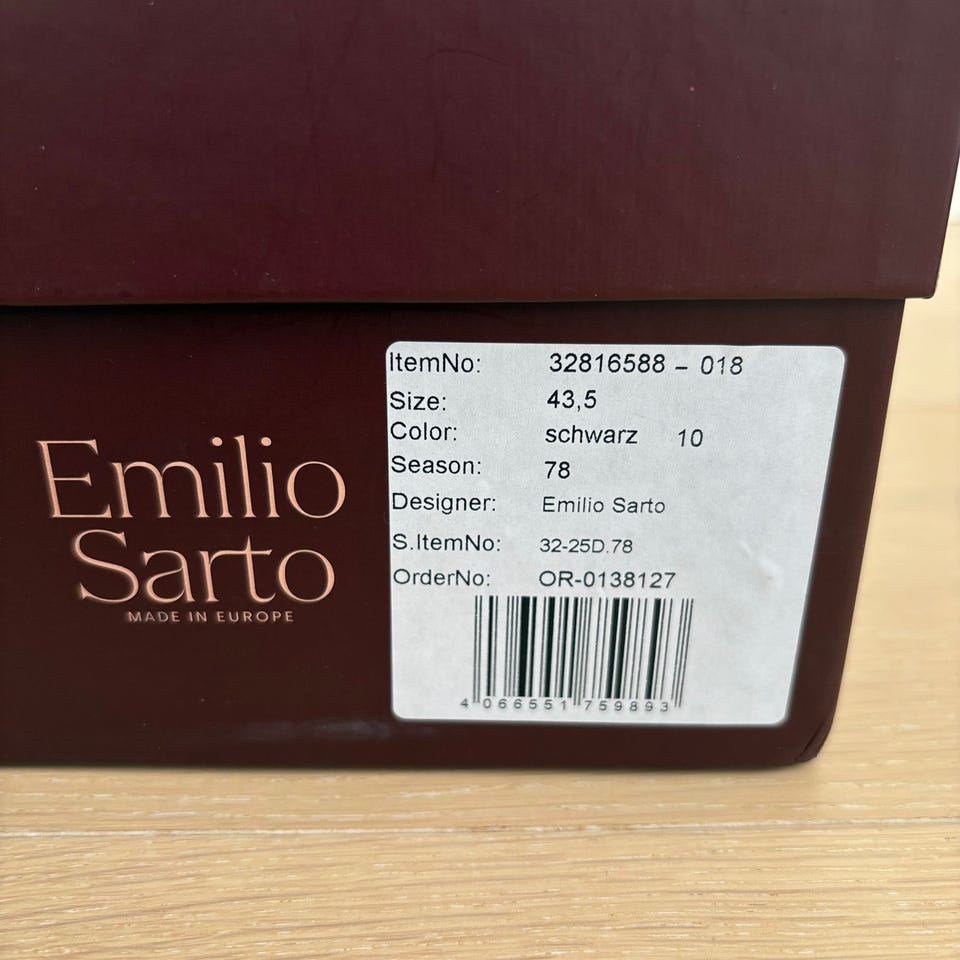 Emilio
Sarto
MADE IN EUROPE
ItemNo: 32816588 – 018
Size: 43,5
Color: schwarz 10
Season: 78
Designer: Emilio Sarto
S.ItemNo: 32-25D.78
OrderNo: OR-0138127
4 066551 759893